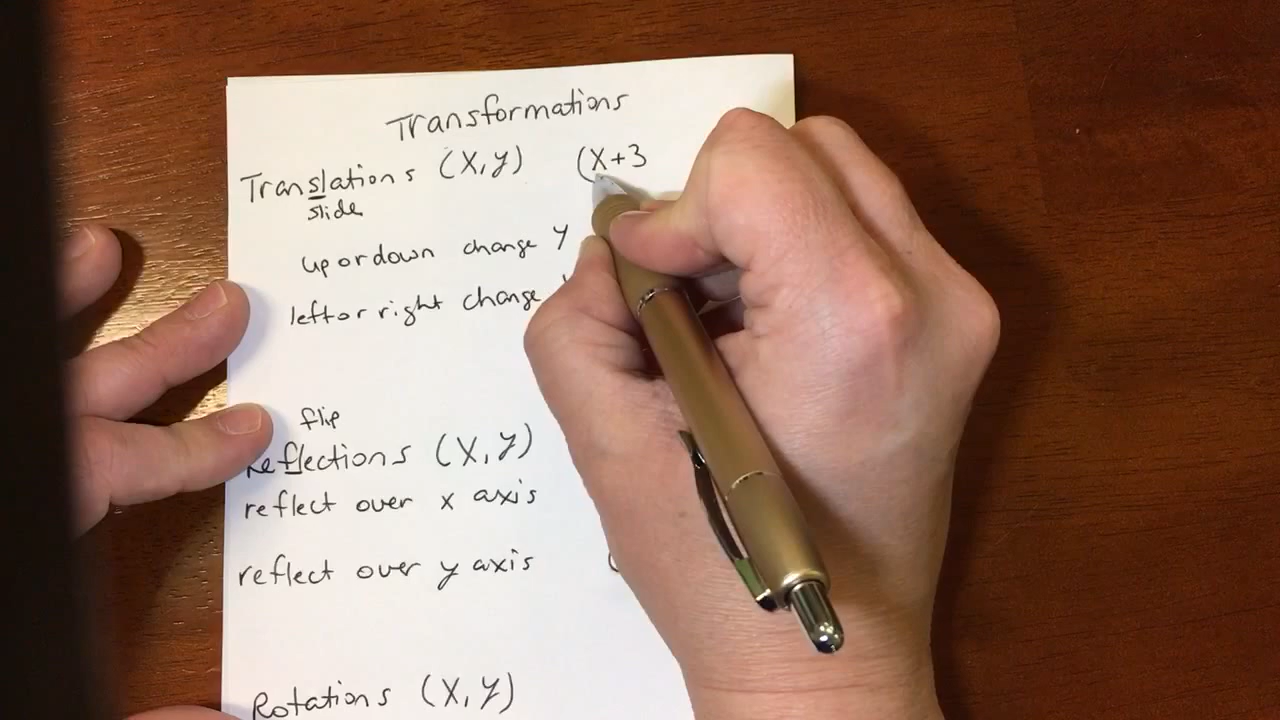 Transformations
Translations (x,y) (x+3
slide
up or down change y
left or right change
flip
Reflections (x,y)
reflect over x axis
reflect over y axis
Rotations (x,y)